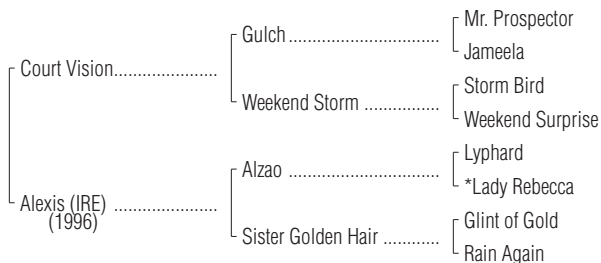 Mr. Prospector
Gulch........................................
Jameela
Court Vision.......................
Storm Bird
Weekend Storm .................
Weekend Surprise
Lyphard
Alzao ........................................
*Lady Rebecca
Alexis (IRE) .......................
(1996)
Glint of Gold
Sister Golden Hair ............
Rain Again